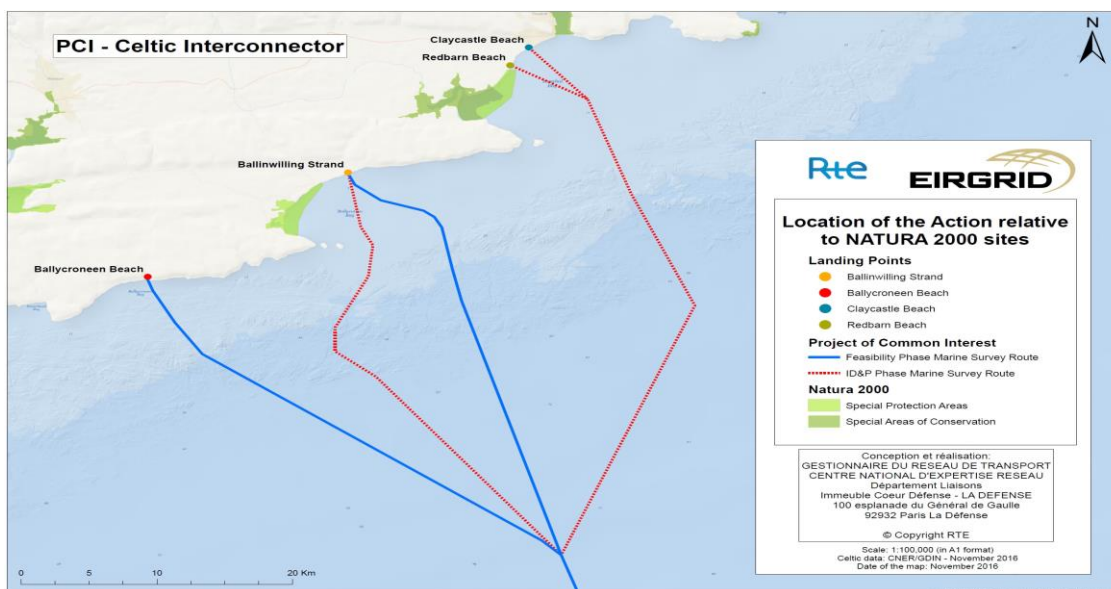 PCI - Celtic Interconnector
Claycastle Beach
Redbarn Beach
Ballinwilling Strand
Ballycroneen Beach
N
Rte EIRGRID
Location of the Action relative
to NATURA 2000 sites
Landing Points
Ballinwilling Strand
Ballycroneen Beach
Claycastle Beach
Redbarn Beach
Project of Common Interest
Feasibility Phase Marine Survey Route
ID&P Phase Marine Survey Route
Natura 2000
Special Protection Areas
Special Areas of Conservation
Conception et réalisation:
GESTIONNAIRE DU RESEAU DE TRANSPORT
CENTRE NATIONAL D'EXPERTISE RESEAU
Département Liaisons
Immeuble Coeur Défense - LA DEFENSE
100 esplanade du Général de Gaulle
92932 Paris La Défense
© Copyright RTE
Scale: 1:100,000 (in A1 format)
Celtic data: CNER/GDIN - November 2016
Date of the map: November 2016
0 5 10 20 Km